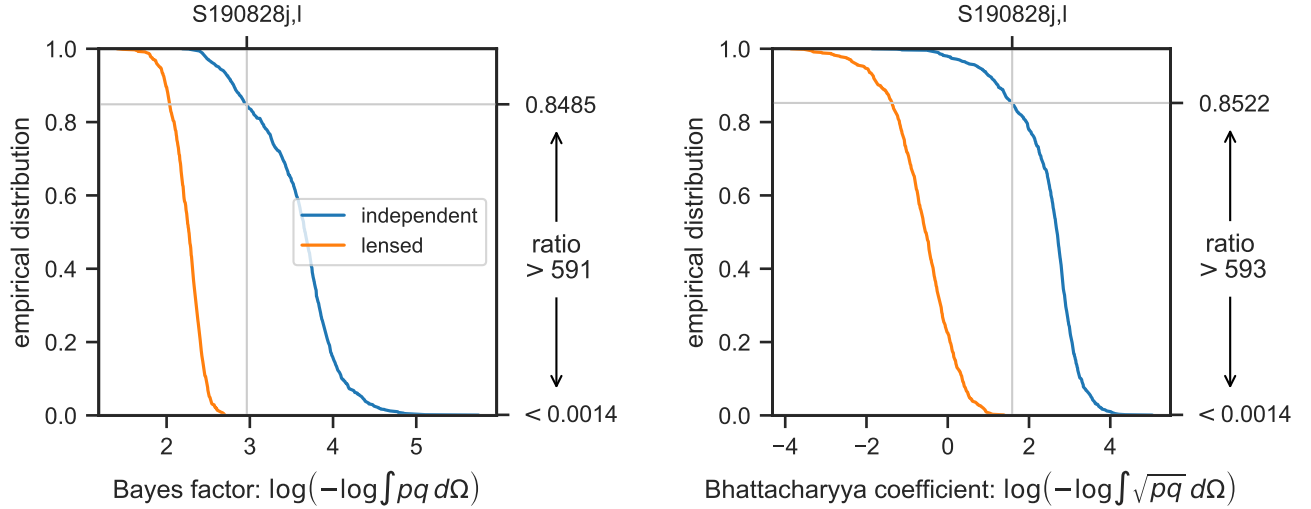 S190828j,l
1.0
0.8
0.6
0.4
0.2
0.0
empirical distribution
independent
lensed
2 3 4 5
Bayes factor: log(−log∫pq dΩ)
0.8485
ratio
> 591
< 0.0014
S190828j,l
1.0
0.8
0.6
0.4
0.2
0.0
empirical distribution
−4 −2 0 2 4
Bhattacharyya coefficient: log(−log∫√pq dΩ)
0.8522
ratio
> 593
< 0.0014